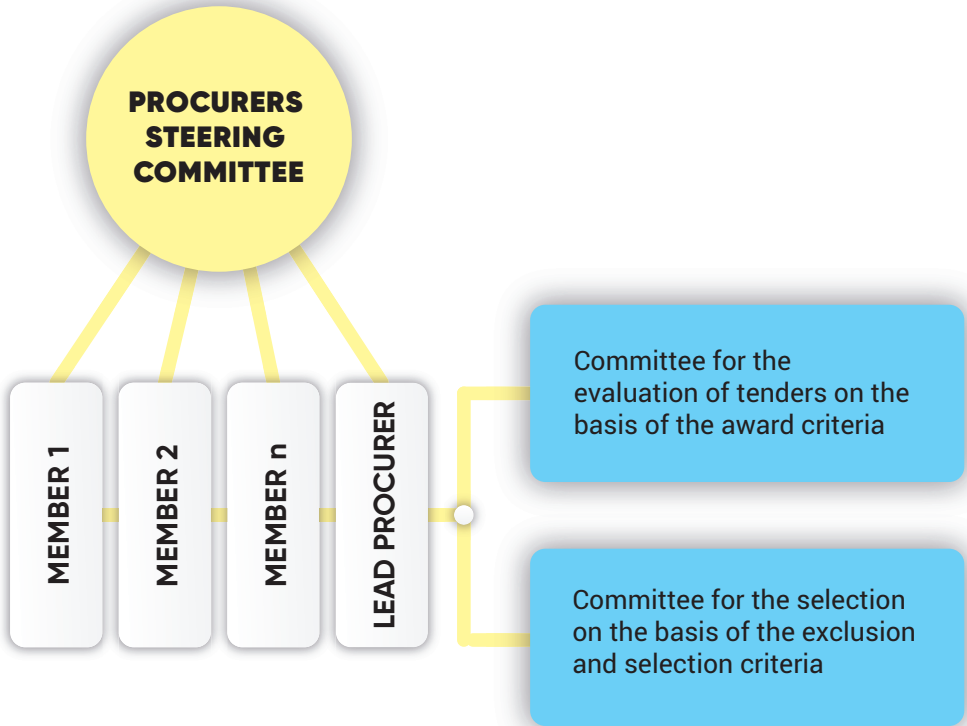 PROCURERS
STEERING
COMMITTEE
MEMBER 1
MEMBER 2
MEMBER n
LEAD PROCURER
Committee for the
evaluation of tenders on the
basis of the award criteria
Committee for the selection
on the basis of the exclusion
and selection criteria